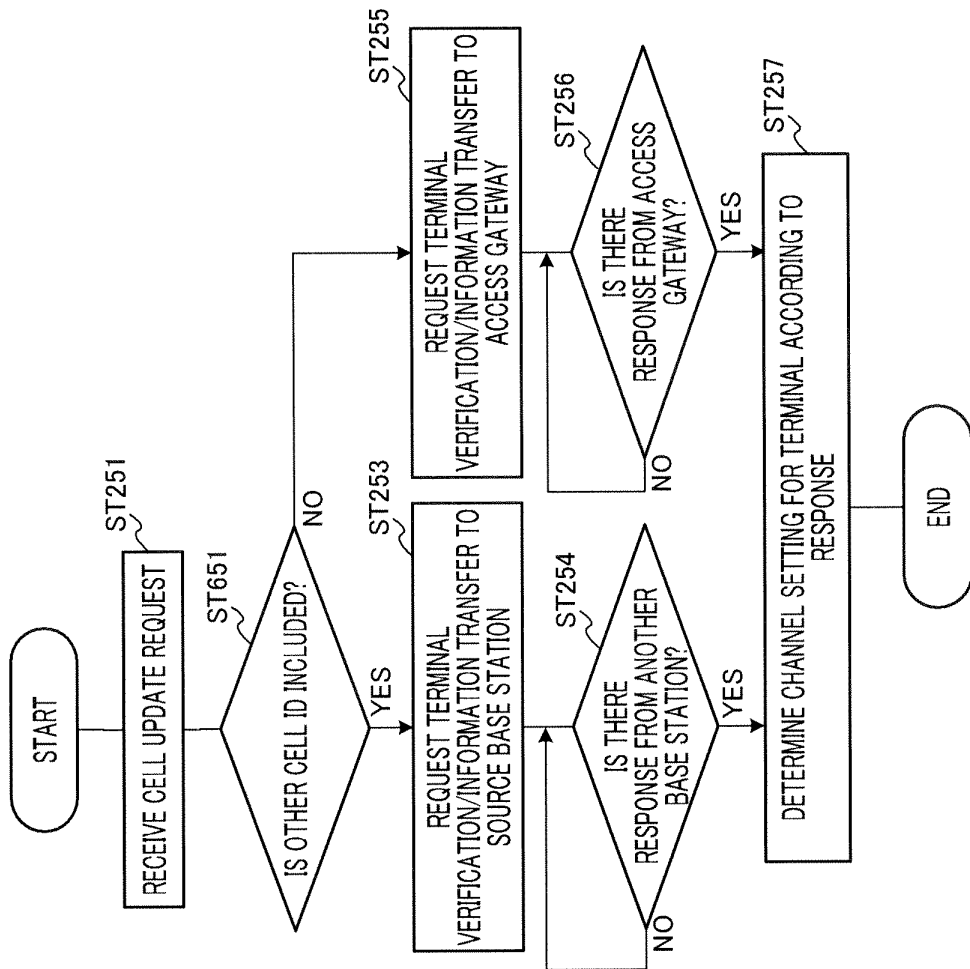 START
ST251
RECEIVE CELL UPDATE REQUEST
ST651
IS OTHER CELL ID INCLUDED?
NO
YES
ST253
REQUEST TERMINAL
VERIFICATION/INFORMATION TRANSFER TO
SOURCE BASE STATION
ST254
IS THERE
RESPONSE FROM ANOTHER
BASE STATION?
NO
YES
ST255
REQUEST TERMINAL
VERIFICATION/INFORMATION TRANSFER TO
ACCESS GATEWAY
ST256
IS THERE
RESPONSE FROM ACCESS
GATEWAY?
NO
YES
ST257
DETERMINE CHANNEL SETTING FOR TERMINAL ACCORDING TO
RESPONSE
END